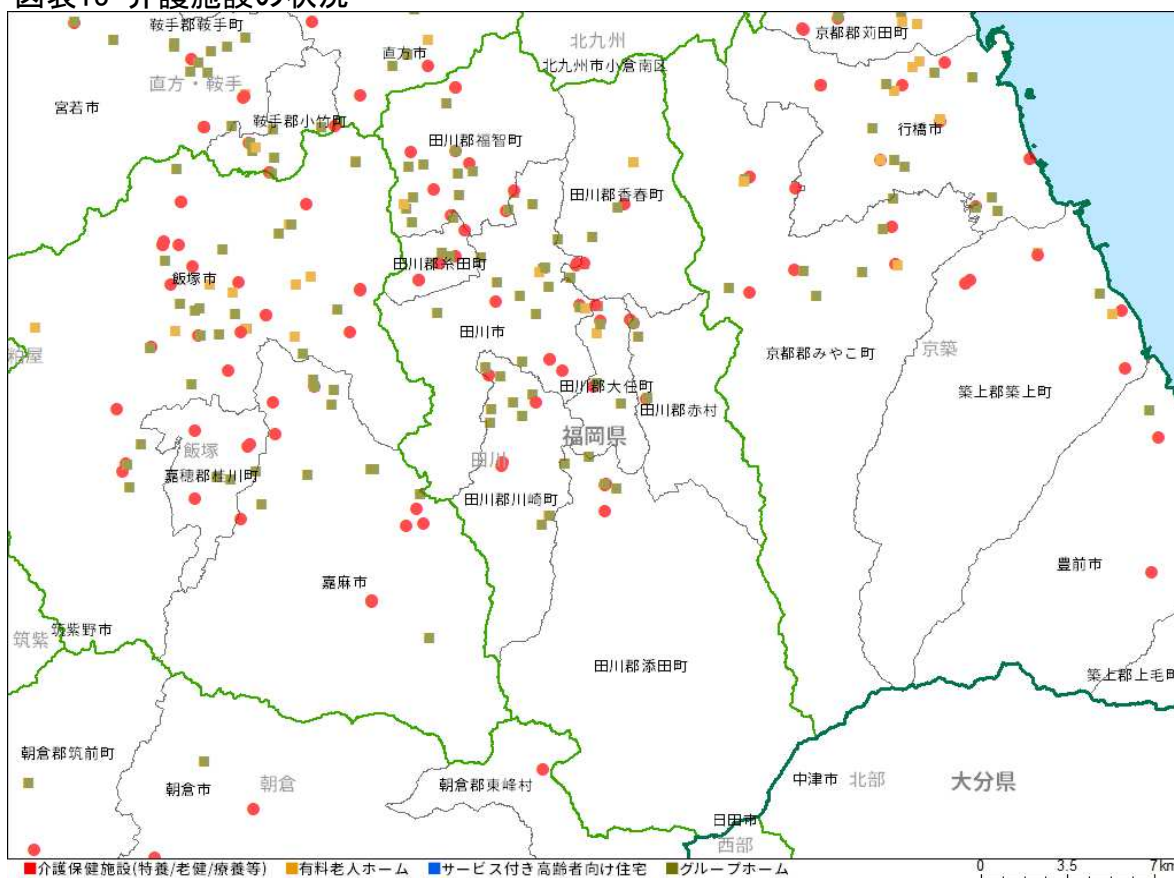 図表10 介護施設の状況
鞍手郡鞍手町
北九州
京都郡苅田町
直方市
北九州市小倉南区
直方・鞍手
宮若市
鞍手郡小竹町
行橋市
田川郡福智町
田川郡香春町
田川郡糸田町
飯塚市
田川市
粕屋
京都郡みやこ町
京築
田川郡大任町
築上郡築上町
田川郡赤村
福岡県
飯塚
田川
嘉穂郡桂川町
田川郡川崎町
豊前市
嘉麻市
筑紫
筑紫野市
田川郡添田町
築上郡上毛町
朝倉郡筑前町
朝倉市
朝倉
朝倉郡東峰村
中津市
北部
大分県
日田市
西部
介護保健施設(特養/老健/療養等) 有料老人ホーム サービス付き高齢者向け住宅 グループホーム
0 3.5 7km